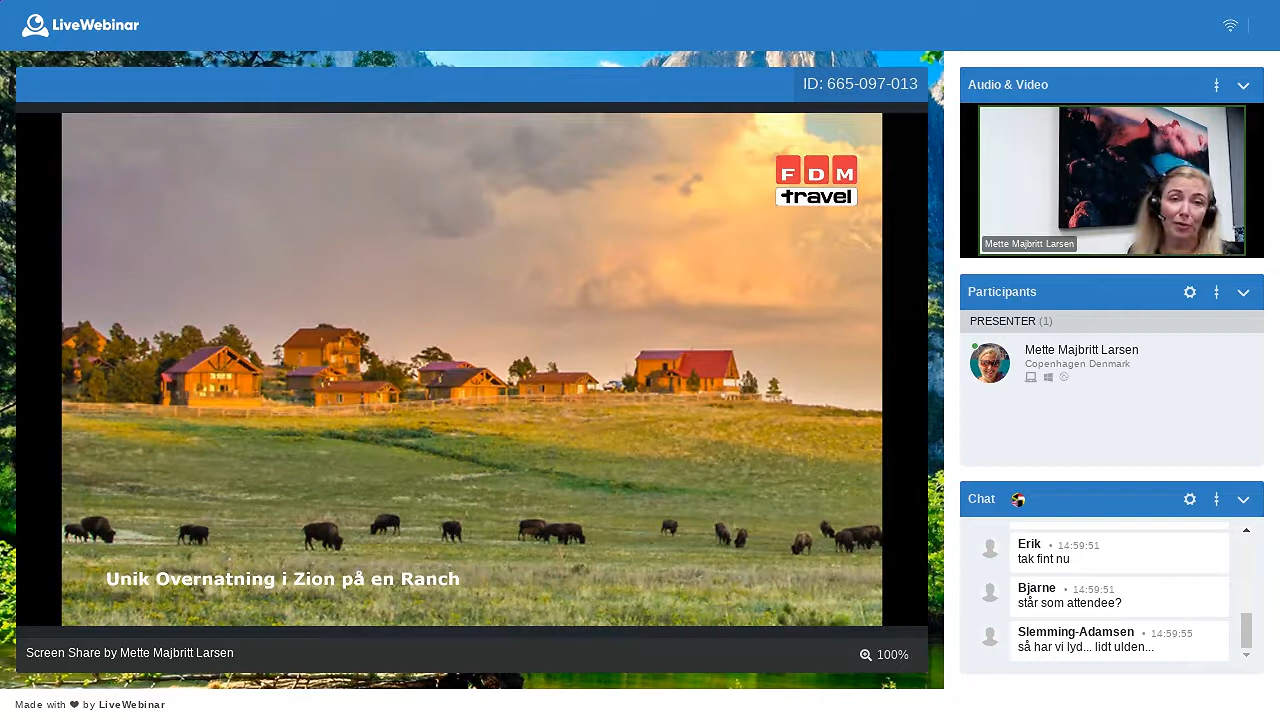 LiveWebinar
ID: 665-097-013
FDM
travel
Unik Overnatning i Zion på en Ranch
Screen Share by Mette Majbritt Larsen
100%
Audio & Video
Mette Majbritt Larsen
Participants
PRESENTER (1)
Mette Majbritt Larsen
Copenhagen Denmark
Chat
Erik • 14:59:51
tak fint nu
Bjarne • 14:59:51
står som attendee?
Slemming-Adamsen • 14:59:55
så har vi lyd... lidt ulden...
Made with ❤ by LiveWebinar